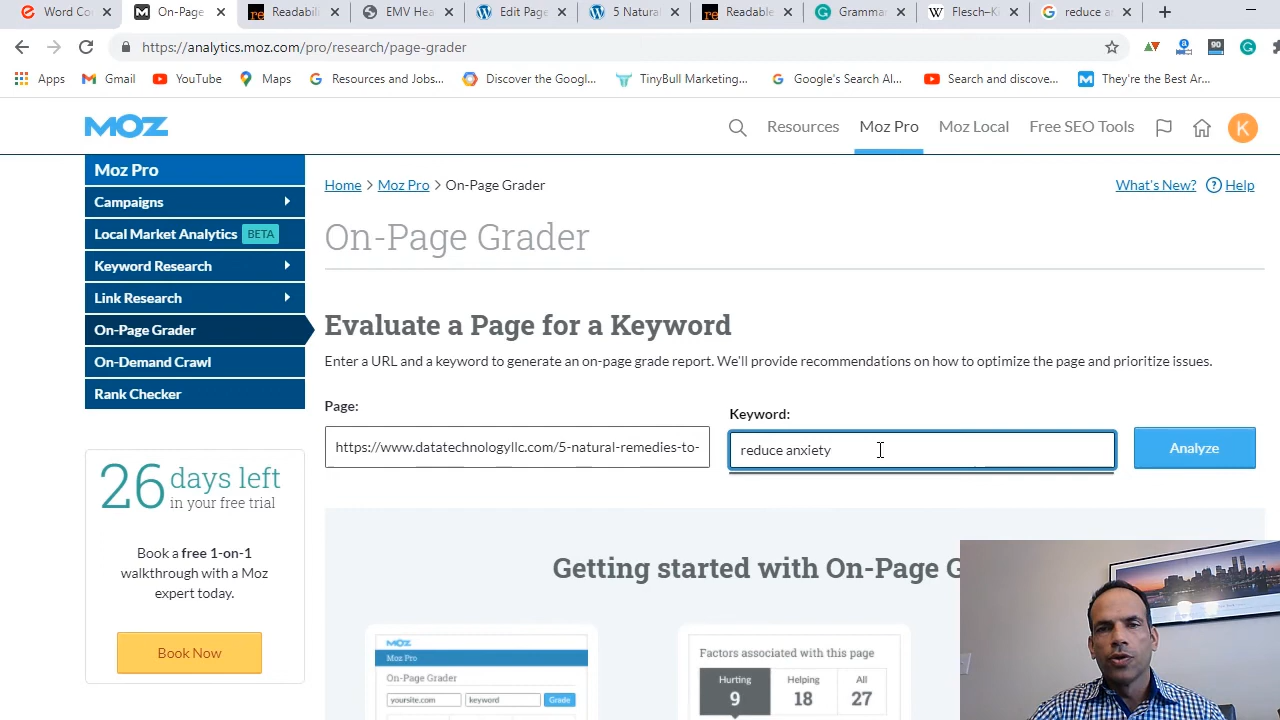 Word Co
On-Page
Readabili
EMV Hea
Edit Page
5 Natural
Readable
Grammar
Flesch–K
reduce a
https://analytics.moz.com/pro/research/page-grader
90
Apps
Gmail
YouTube
Maps
Resources and Jobs...
Discover the Googl...
TinyBull Marketing...
Google's Search Al...
Search and discove...
They're the Best Ar...
MOZ
Resources
Moz Pro
Moz Local
Free SEO Tools
K
Moz Pro
Campaigns
Local Market Analytics BETA
Keyword Research
Link Research
On-Page Grader
On-Demand Crawl
Rank Checker
Home > Moz Pro > On-Page Grader
What's New?
Help
On-Page Grader
Evaluate a Page for a Keyword
Enter a URL and a keyword to generate an on-page grade report. We'll provide recommendations on how to optimize the page and prioritize issues.
Page:
Keyword:
https://www.datatechnologyllc.com/5-natural-remedies-to-
reduce anxiety
Analyze
26 days left
in your free trial
Book a free 1-on-1
walkthrough with a Moz
expert today.
Book Now
Getting started with On-Page G
MOZ
Moz Pro
On-Page Grader
yoursite.com
keyword
Grade
Factors associated with this page
Hurting
9
Helping
18
All
27